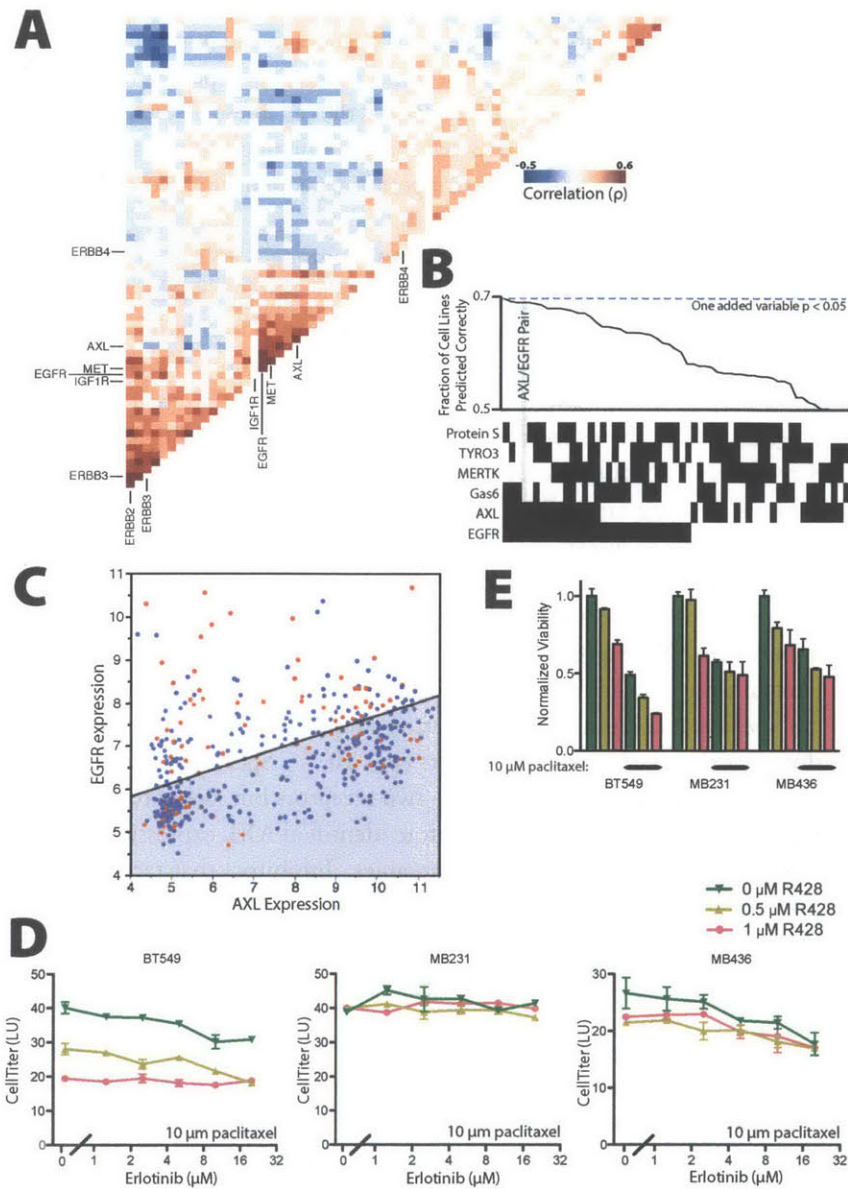 A
-0.5
0.6
Correlation (ρ)
ERBB4
AXL
MET
EGFR
IGF1R
ERBB3
ERBB2
ERBB3
IGF1R
EGFR
MET
AXL
ERBB4
B
0.7
0.5
Fraction of Cell Lines
Predicted Correctly
AXL/EGFR Pair
One added variable p < 0.05
Protein S
TYRO3
MERTK
Gas6
AXL
EGFR
C
EGFR expression
11
10
9
8
7
6
5
4
4 5 6 7 8 9 10 11
AXL Expression
E
Normalized Viability
1.0
0.5
0.0
10 µM paclitaxel:
BT549 MB231 MB436
0 µM R428
0.5 µM R428
1 µM R428
D
BT549
CellTiter (LU)
50
40
30
20
10
0
10 µm paclitaxel
0 1 2 4 8 16 32
Erlotinib (µM)
MB231
CellTiter (LU)
50
40
30
20
10
0
10 µm paclitaxel
0 1 2 4 8 16 32
Erlotinib (µM)
MB436
CellTiter (LU)
30
20
10
0
10 µm paclitaxel
0 1 2 4 8 16 32
Erlotinib (µM)